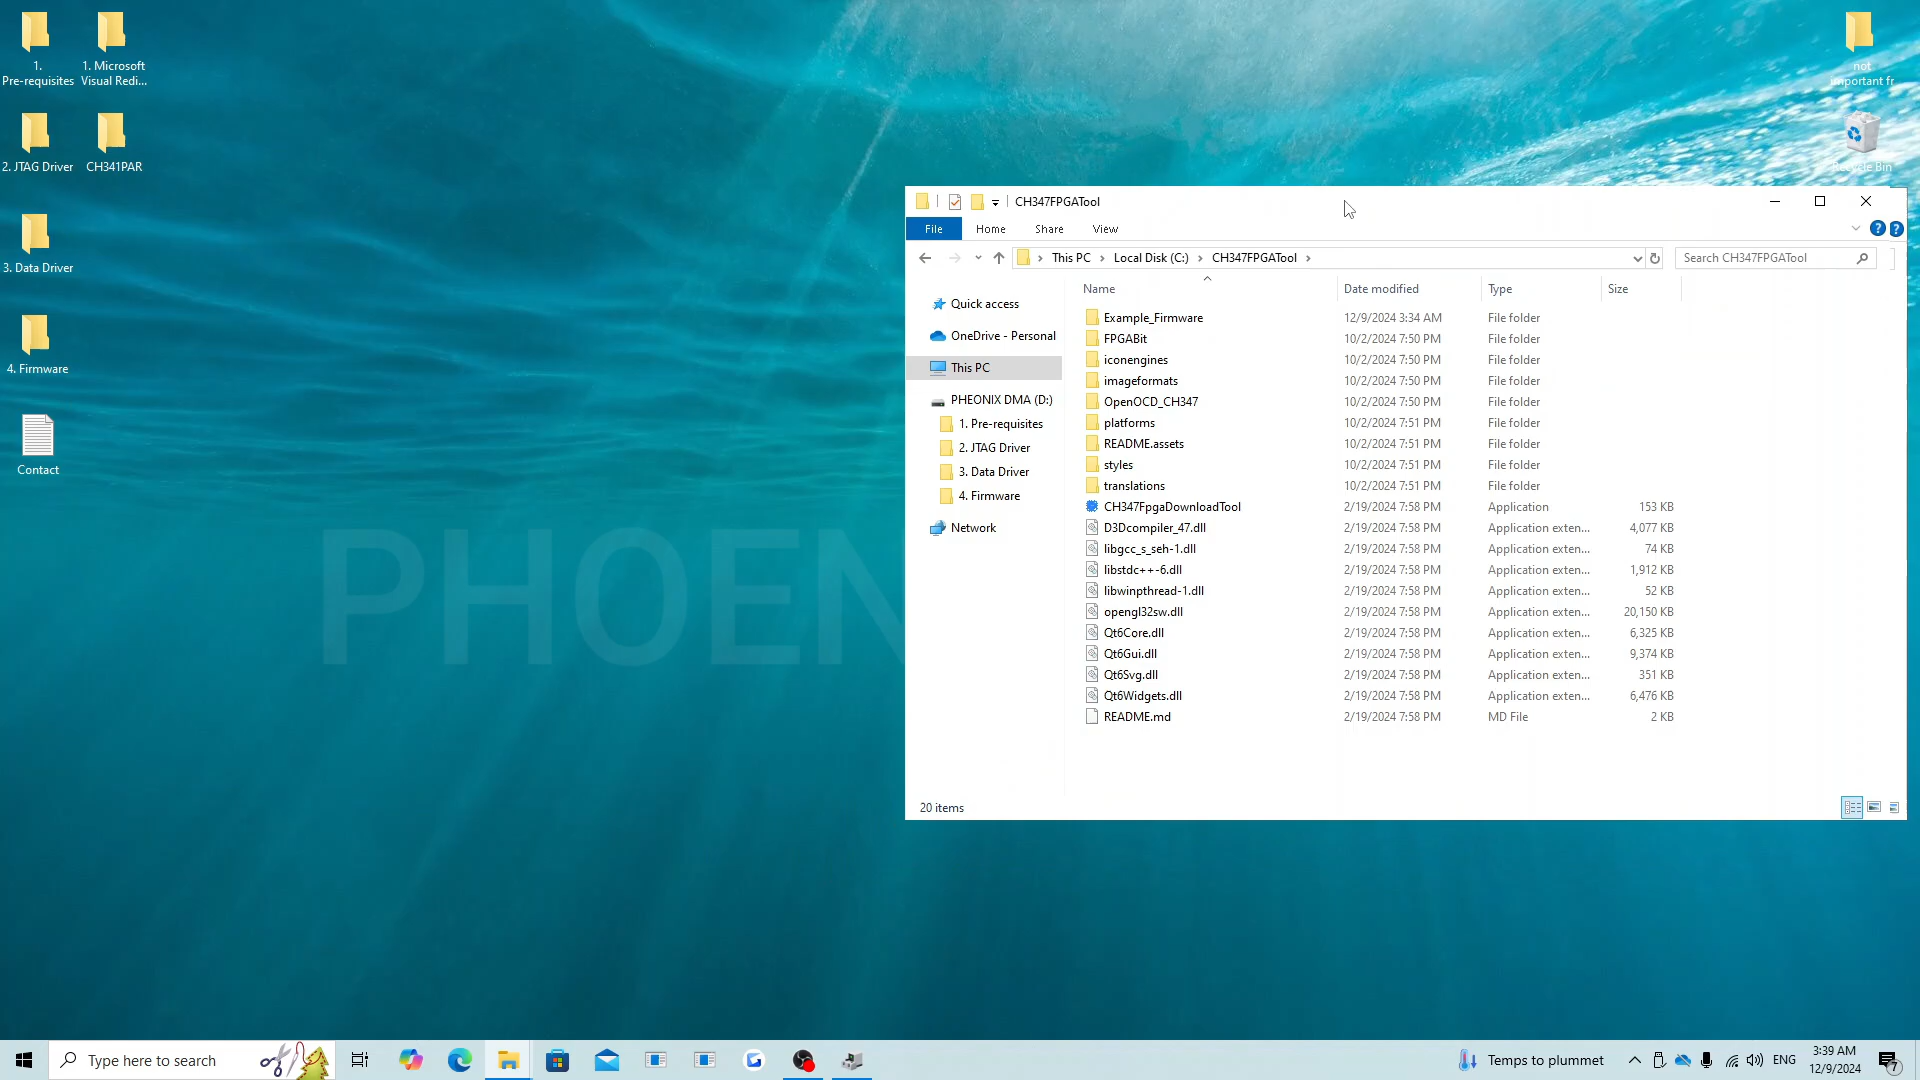 1.
Pre-requisites
1. Microsoft
Visual Redi...
2. JTAG Driver
CH341PAR
3. Data Driver
4. Firmware
Contact
not
important fr
Recycle Bin
PHOEN
CH347FPGATool
File
Home
Share
View
This PC
Local Disk (C:)
CH347FPGATool
Search CH347FPGATool
Quick access
OneDrive - Personal
This PC
PHEONIX DMA (D:)
1. Pre-requisites
2. JTAG Driver
3. Data Driver
4. Firmware
Network
Name Date modified Type Size
Example_Firmware 12/9/2024 3:34 AM File folder
FPGABit 10/2/2024 7:50 PM File folder
iconengines 10/2/2024 7:50 PM File folder
imageformats 10/2/2024 7:50 PM File folder
OpenOCD_CH347 10/2/2024 7:50 PM File folder
platforms 10/2/2024 7:51 PM File folder
README.assets 10/2/2024 7:51 PM File folder
styles 10/2/2024 7:51 PM File folder
translations 10/2/2024 7:51 PM File folder
CH347FpgaDownloadTool 2/19/2024 7:58 PM Application 153 KB
D3Dcompiler_47.dll 2/19/2024 7:58 PM Application exten... 4,077 KB
libgcc_s_seh-1.dll 2/19/2024 7:58 PM Application exten... 74 KB
libstdc++-6.dll 2/19/2024 7:58 PM Application exten... 1,912 KB
libwinpthread-1.dll 2/19/2024 7:58 PM Application exten... 52 KB
opengl32sw.dll 2/19/2024 7:58 PM Application exten... 20,150 KB
Qt6Core.dll 2/19/2024 7:58 PM Application exten... 6,325 KB
Qt6Gui.dll 2/19/2024 7:58 PM Application exten... 9,374 KB
Qt6Svg.dll 2/19/2024 7:58 PM Application exten... 351 KB
Qt6Widgets.dll 2/19/2024 7:58 PM Application exten... 6,476 KB
README.md 2/19/2024 7:58 PM MD File 2 KB
20 items
Type here to search
Temps to plummet
ENG
3:39 AM
12/9/2024
7